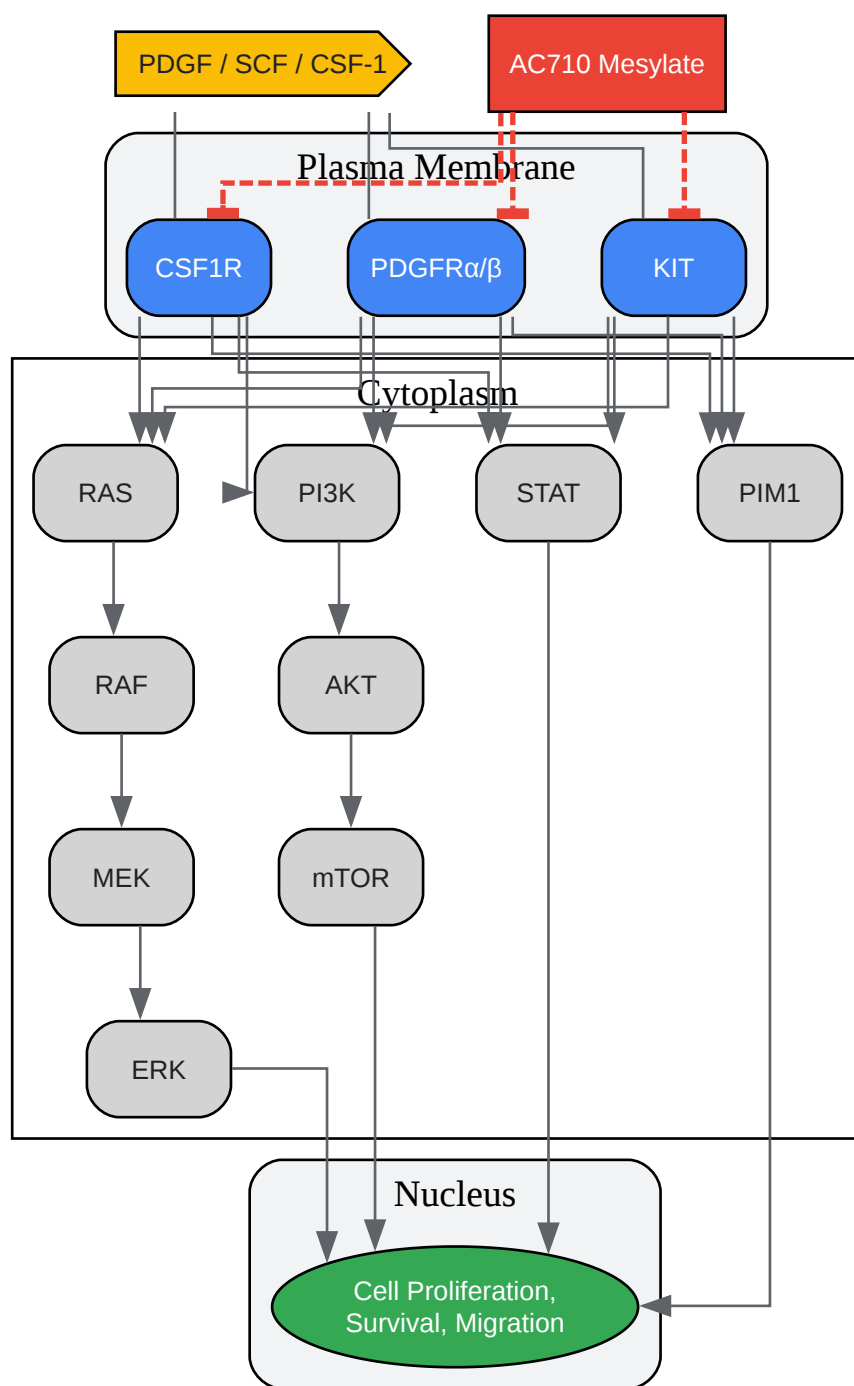 PDGF / SCF / CSF-1
AC710 Mesylate
Plasma Membrane
CSF1R
PDGFRα/β
KIT
Cytoplasm
RAS
PI3K
STAT
PIM1
RAF
AKT
MEK
mTOR
ERK
Nucleus
Cell Proliferation,
Survival, Migration